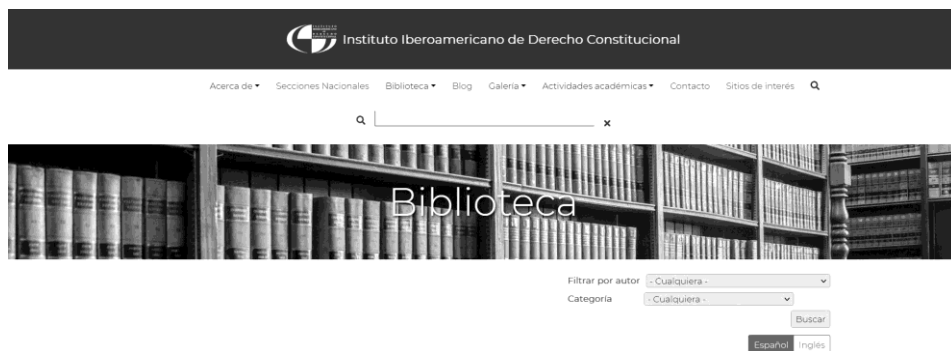 Instituto Iberoamericano de Derecho Constitucional
Acerca de Secciones Nacionales Biblioteca Blog Galería Actividades académicas Contacto Sitios de interés
Biblioteca
Filtrar por autor - Cualquiera -
Categoría - Cualquiera -
Buscar
Español Inglés